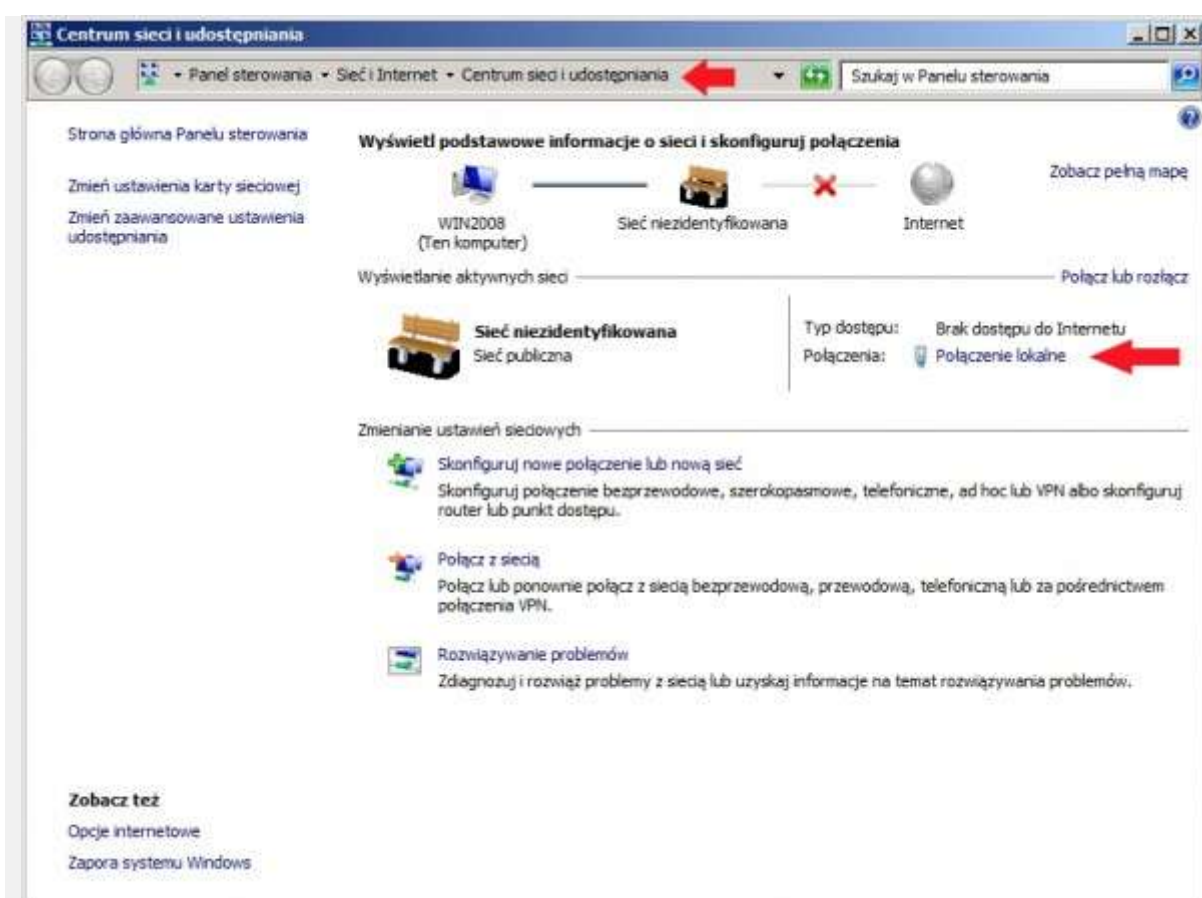 Centrum sieci i udostępniania
Panel sterowania Sieć i Internet Centrum sieci i udostępniania
Szukaj w Panelu sterowania
Strona główna Panelu sterowania
Zmień ustawienia karty sieciowej
Zmień zaawansowane ustawienia
udostępniania
Wyświetl podstawowe informacje o sieci i skonfiguruj połączenia
Zobacz pełną mapę
WIN2008
(Ten komputer)
Sieć niezidentyfikowana
Internet
Wyświetlanie aktywnych sieci
Połącz lub rozłącz
Sieć niezidentyfikowana
Sieć publiczna
Typ dostępu: Brak dostępu do Internetu
Połączenia: Połączenie lokalne
Zmienianie ustawień sieciowych
Skonfiguruj nowe połączenie lub nową sieć
Skonfiguruj połączenie bezprzewodowe, szerokopasmowe, telefoniczne, ad hoc lub VPN albo skonfiguruj
router lub punkt dostępu.
Połącz z siecią
Połącz lub ponownie połącz z siecią bezprzewodową, przewodową, telefoniczną lub za pośrednictwem
połączenia VPN.
Rozwiązywanie problemów
Zdiagnozuj i rozwiąż problemy z siecią lub uzyskaj informacje na temat rozwiązywania problemów.
Zobacz też
Opcje internetowe
Zapora systemu Windows